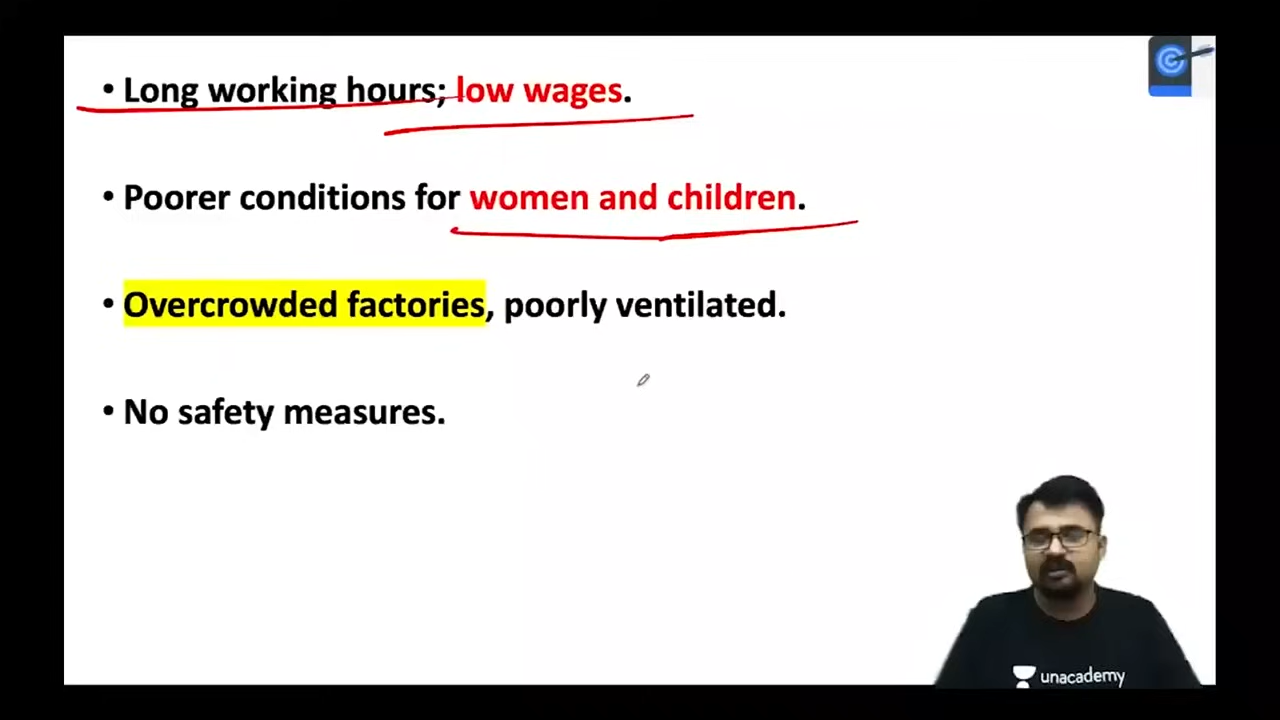 • Long working hours; low wages.
• Poorer conditions for women and children.
• Overcrowded factories, poorly ventilated.
• No safety measures.
unacademy